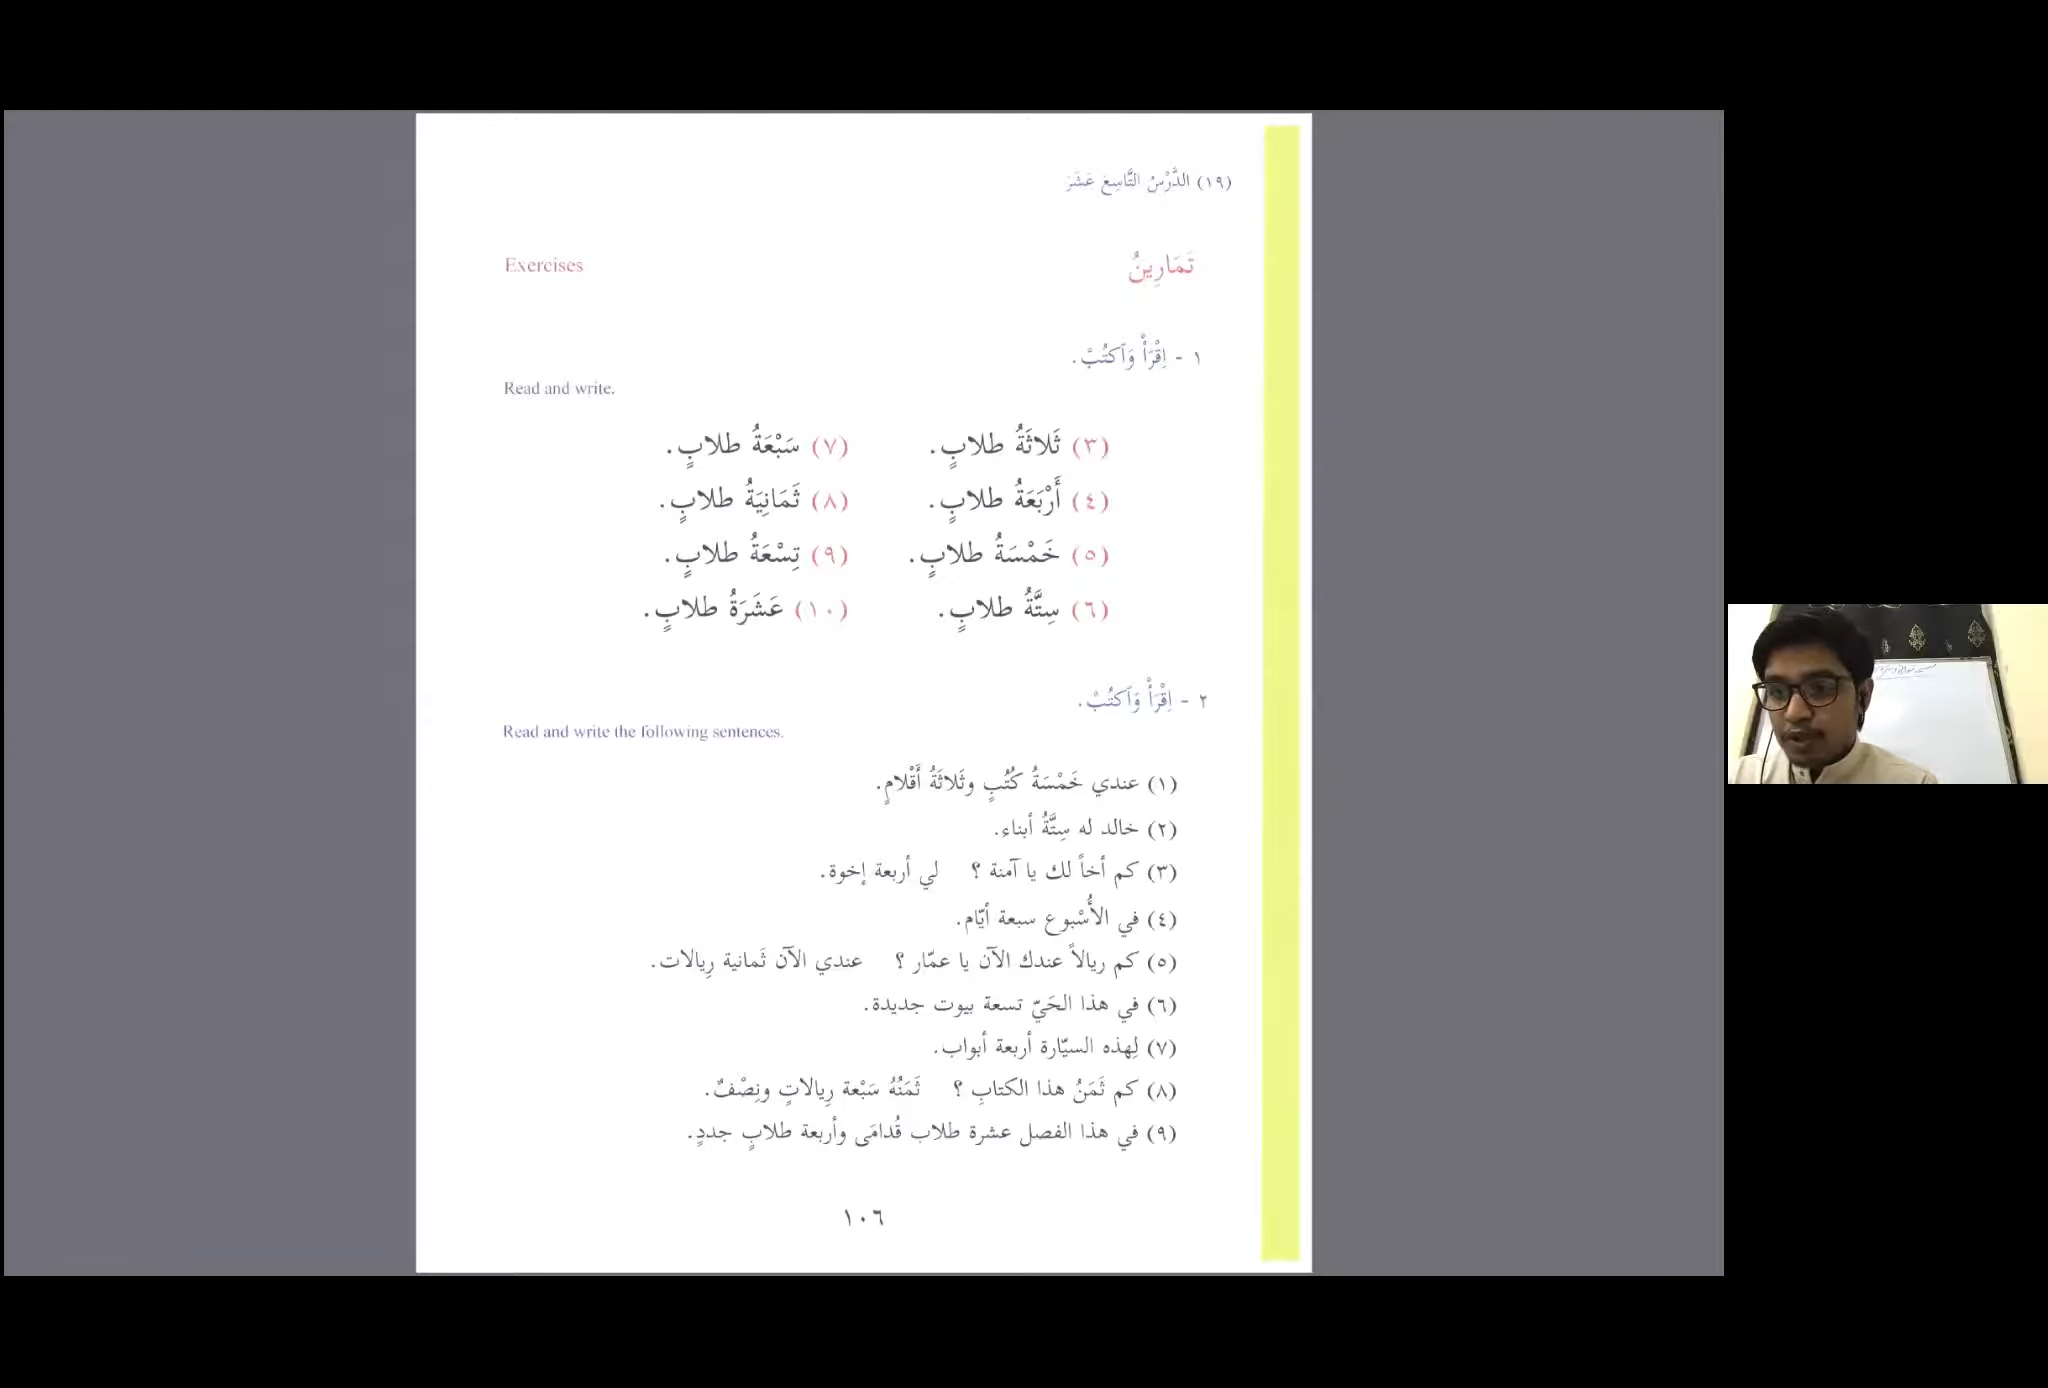 (١٩) الدَّرْسُ التَّاسِعَ عَشَرَ
تَمَارِينُ
Exercises
١ - اِقْرَأْ وَٱكتُبْ.
Read and write.
(٣) ثَلاثَةُ طلابٍ. (٧) سَبْعَةُ طلابٍ.
(٤) أَرْبَعَةُ طلابٍ. (٨) ثَمَانِيَةُ طلابٍ.
(٥) خَمْسَةُ طلابٍ. (٩) تِسْعَةُ طلابٍ.
(٦) سِتَّةُ طلابٍ. (١٠) عَشَرَةُ طلابٍ.
٢ - اِقْرَأْ وَٱكتُبْ.
Read and write the following sentences.
(١) عندي خَمْسَةُ كُتُبٍ وثَلاثَةُ أَقْلامٍ.
(٢) خالد له سِتَّةُ أبناء.
(٣) كم أخاً لك يا آمنة ؟ لي أربعة إخوة.
(٤) في الأُسْبوع سبعة أيّام.
(٥) كم ريالاً عندك الآن يا عمّار ؟ عندي الآن ثَمانية رِيالات.
(٦) في هذا الحَيّ تسعة بيوت جديدة.
(٧) لِهذه السيّارة أربعة أبواب.
(٨) كم ثَمَنُ هذا الكتابِ ؟ ثَمَنُهُ سَبْعة رِيالاتٍ ونِصْفٌ.
(٩) في هذا الفصل عشرة طلاب قُدامَى وأربعة طلابٍ جددٍ.
١٠٦